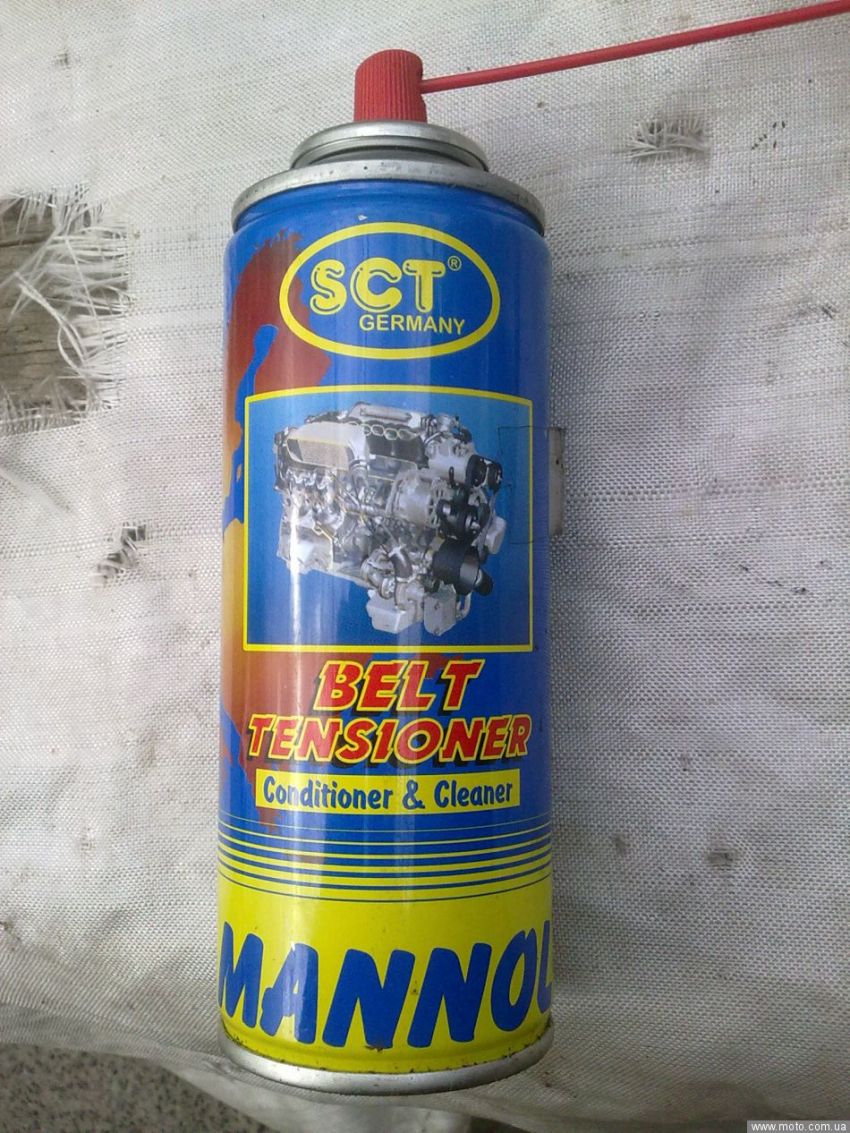 SCT®
GERMANY
BELT
TENSIONER
Conditioner & Cleaner
MANNOL
www.moto.com.ua